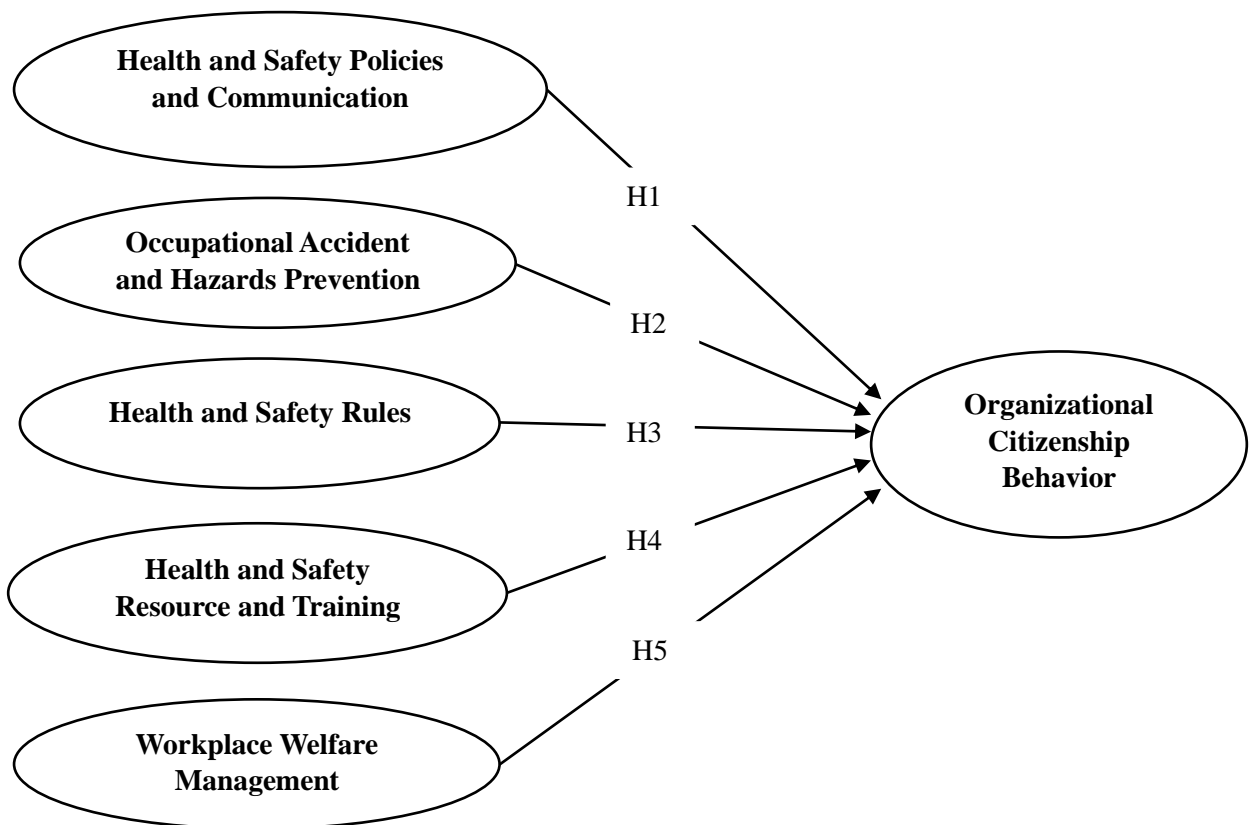 Health and Safety Policies
and Communication
H1
Occupational Accident
and Hazards Prevention
H2
Health and Safety Rules
H3
Organizational
Citizenship
Behavior
Health and Safety
Resource and Training
H4
Workplace Welfare
Management
H5